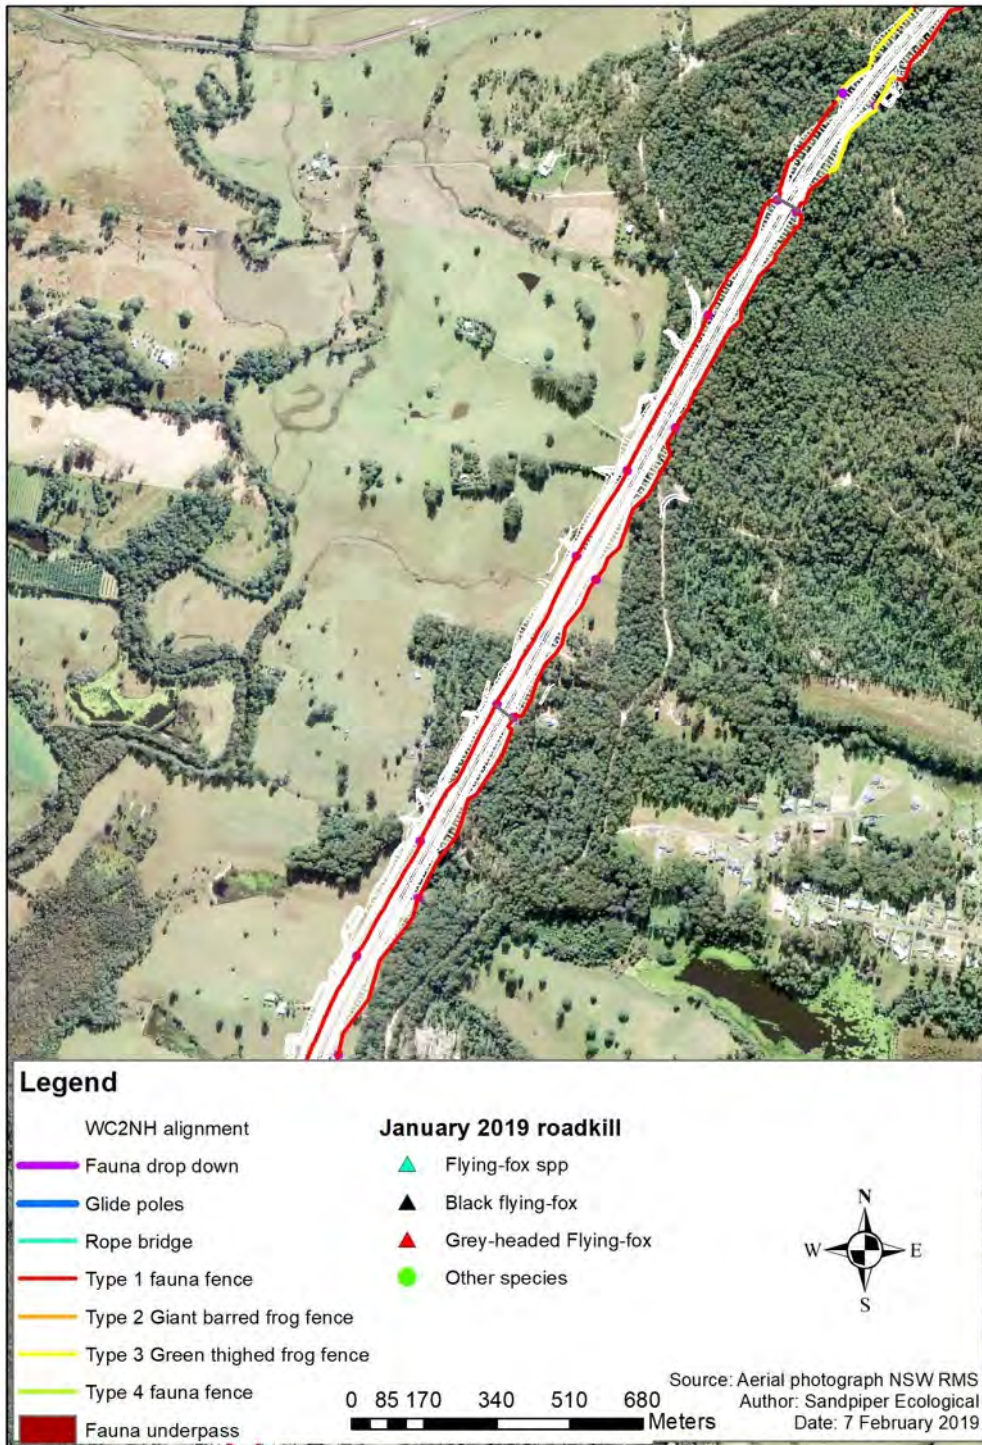 Legend
WC2NH alignment
Fauna drop down
Glide poles
Rope bridge
Type 1 fauna fence
Type 2 Giant barred frog fence
Type 3 Green thighed frog fence
Type 4 fauna fence
Fauna underpass
January 2019 roadkill
Flying-fox spp
Black flying-fox
Grey-headed Flying-fox
Other species
N
W E
S
0 85 170 340 510 680
Meters
Source: Aerial photograph NSW RMS
Author: Sandpiper Ecological
Date: 7 February 2019